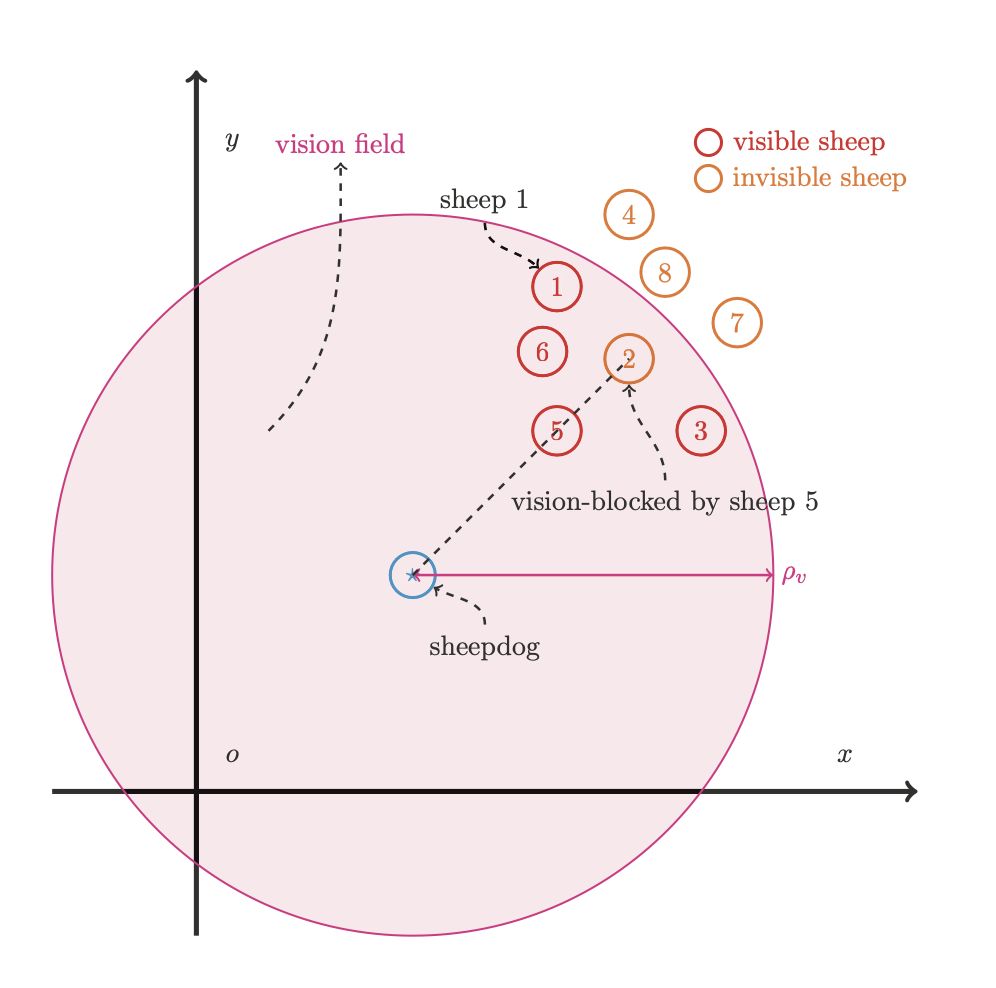 y
vision field
visible sheep
invisible sheep
sheep 1
4
8
1
7
6
2
5
3
vision-blocked by sheep 5
ρv
sheepdog
o
x